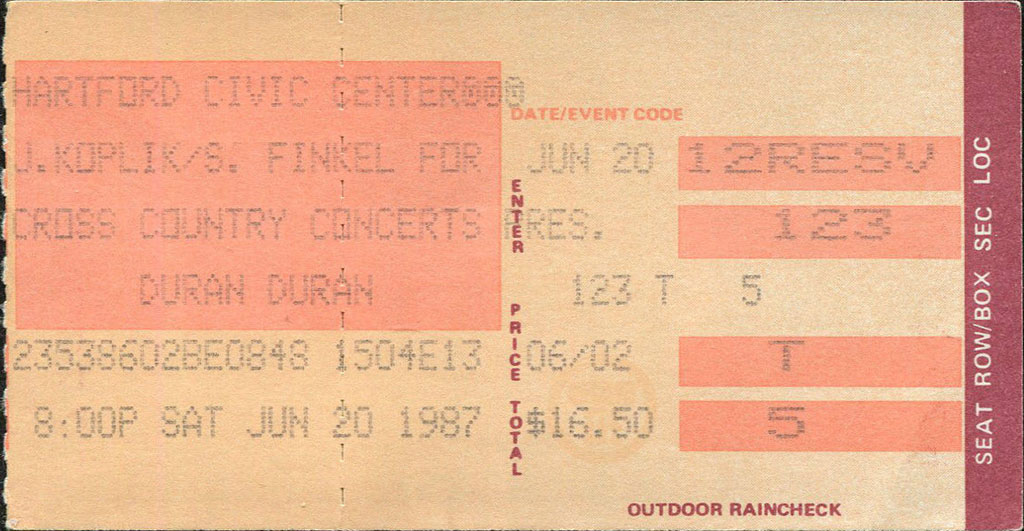 HARTFORD CIVIC CENTER@@@
DATE/EVENT CODE
J.KOPLIK/S. FINKEL FOR JUN 20 12RESV
CROSS COUNTRY CONCERTS PRES. 123
DURAN DURAN 123 T 5
23538602BE0848 1504E13 06/02 T
8:00P SAT JUN 20 1987 $16.50 5
ENTER PRICE TOTAL
OUTDOOR RAINCHECK
SEAT ROW/BOX SEC LOC